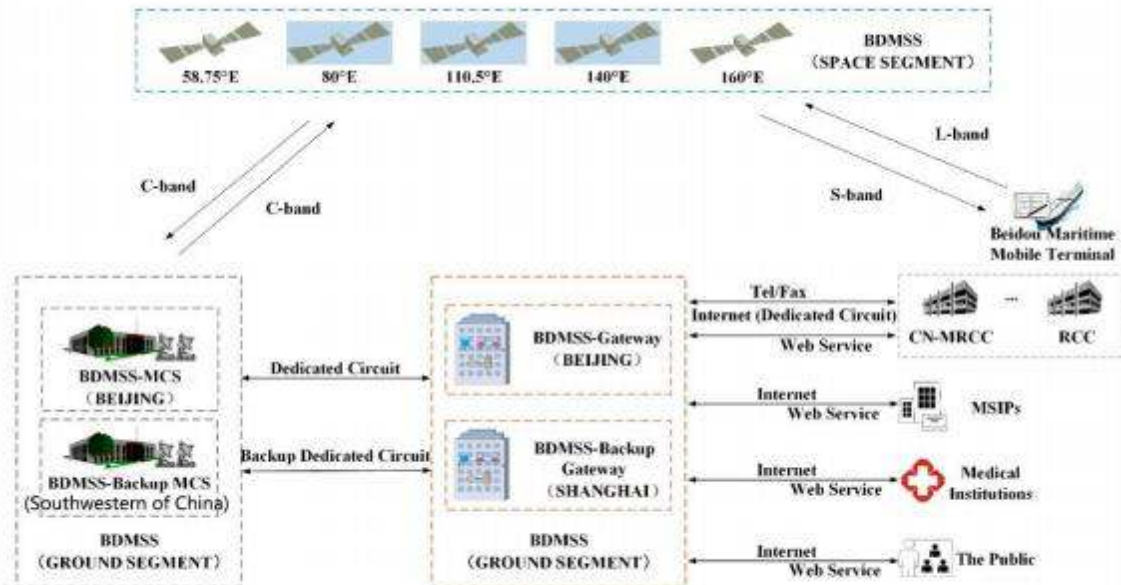 BDMSS
(SPACE SEGMENT)
58.75°E
80°E
110.5°E
140°E
160°E
C-band
C-band
L-band
S-band
Beidou Maritime
Mobile Terminal
BDMSS-MCS
(BEIJING)
BDMSS-Backup MCS
(Southwestern of China)
BDMSS
(GROUND SEGMENT)
Dedicated Circuit
Backup Dedicated Circuit
BDMSS-Gateway
(BEIJING)
BDMSS-Backup
Gateway
(SHANGHAI)
BDMSS
(GROUND SEGMENT)
Tel/Fax
Internet (Dedicated Circuit)
Web Service
CN-MRCC
...
RCC
Internet
Web Service
MSIPs
Internet
Web Service
Medical
Institutions
Internet
Web Service
The Public